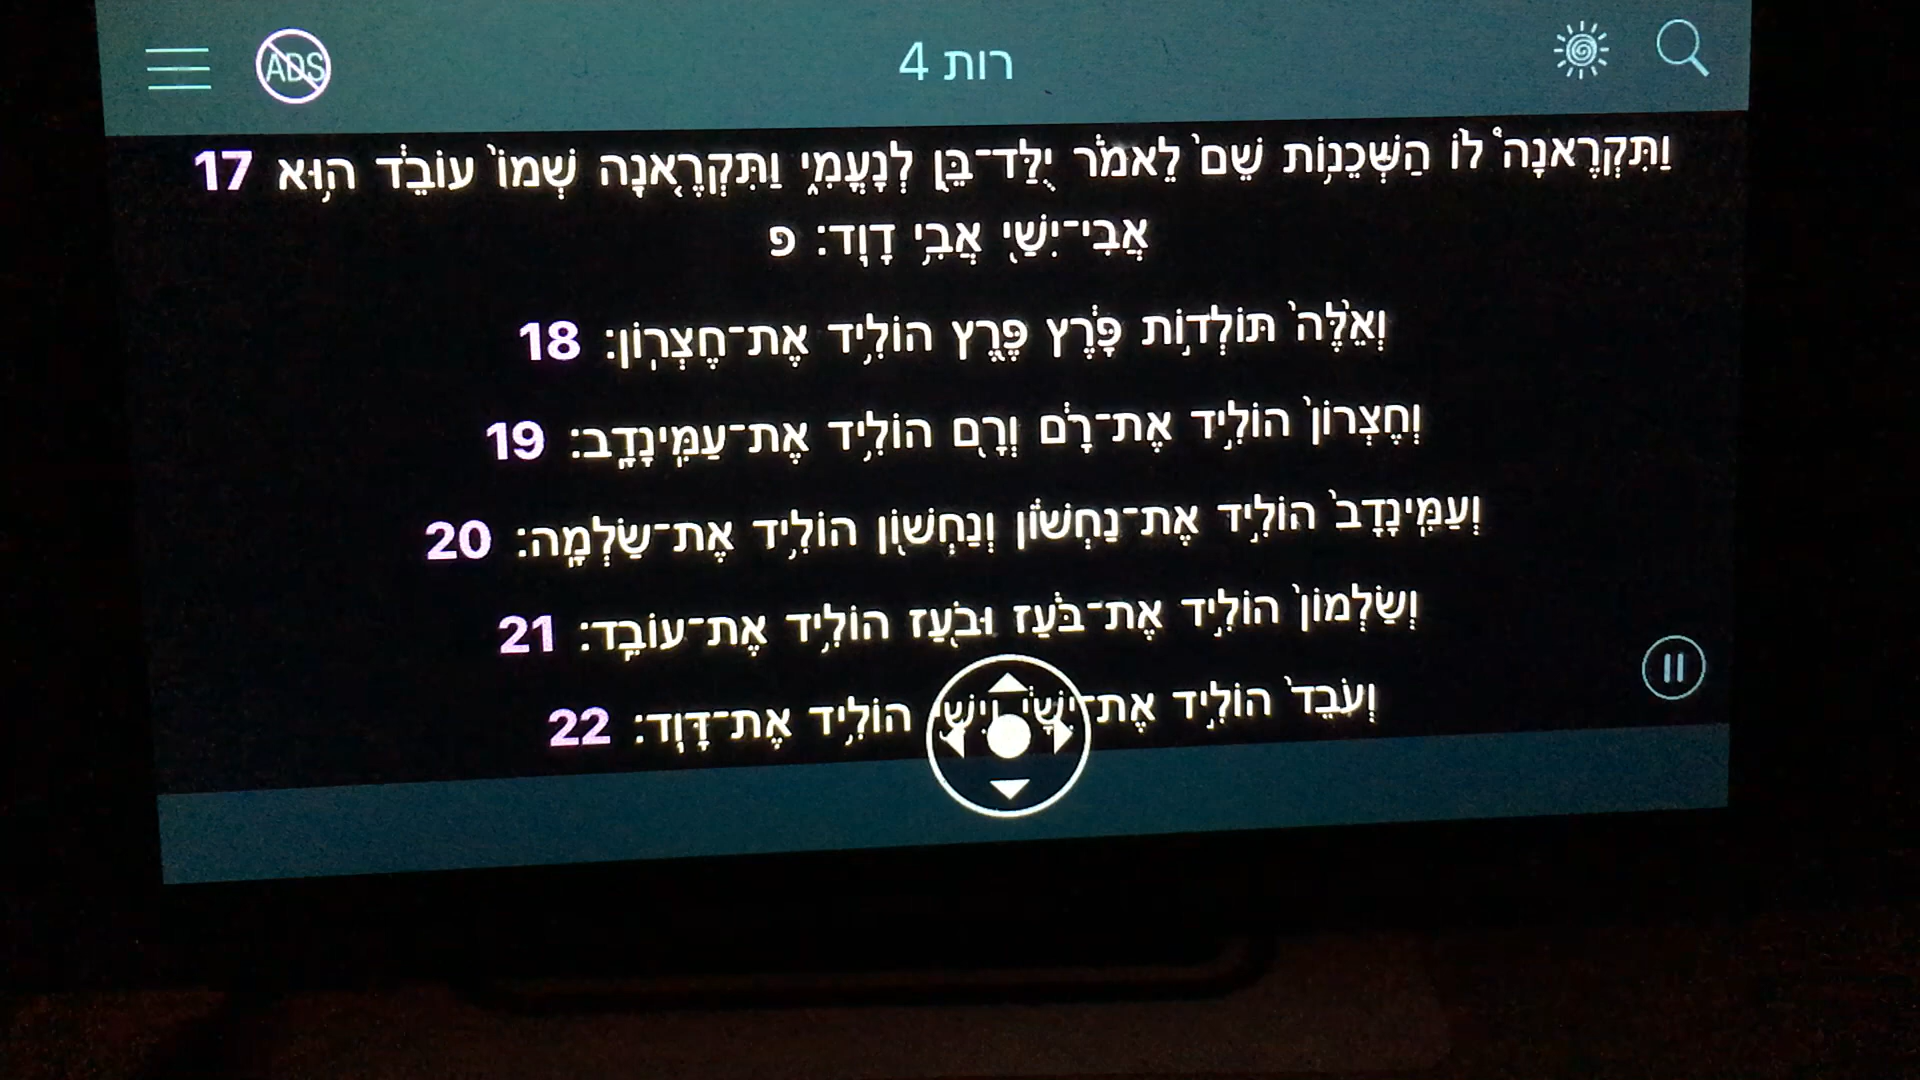 ADS
רות 4
17 וַתִּקְרֶאנָה֩ ל֨וֹ הַשְּׁכֵנ֥וֹת שֵׁם֙ לֵאמֹ֔ר יֻלַּד־בֵּ֖ן לְנָעֳמִ֑י וַתִּקְרֶ֤אנָֽה שְׁמוֹ֙ עוֹבֵ֔ד ה֥וּא
אֲבִי־יִשַׁ֖י אֲבִ֥י דָוִֽד׃ פ
18 וְאֵ֙לֶּה֙ תּוֹלְד֣וֹת פָּ֔רֶץ פֶּ֖רֶץ הוֹלִ֥יד אֶת־חֶצְרֽוֹן׃
19 וְחֶצְרוֹן֙ הוֹלִ֣יד אֶת־רָ֔ם וְרָ֖ם הוֹלִ֥יד אֶת־עַמִּֽינָדָֽב׃
20 וְעַמִּֽינָדָב֙ הוֹלִ֣יד אֶת־נַחְשׁ֔וֹן וְנַחְשׁ֖וֹן הוֹלִ֥יד אֶת־שַׂלְמָֽה׃
21 וְשַׂלְמוֹן֙ הוֹלִ֣יד אֶת־בֹּ֔עַז וּבֹ֖עַז הוֹלִ֥יד אֶת־עוֹבֵֽד׃
22 וְעֹבֵד֙ הוֹלִ֣יד אֶת־יִשָׁ֔י וְיִשַׁ֖י הוֹלִ֥יד אֶת־דָּוִֽד׃